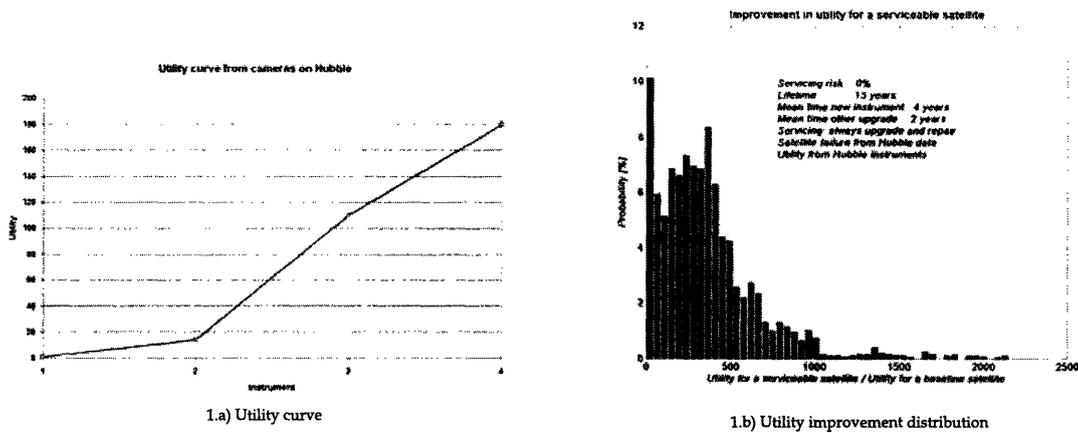 Utility curve from cameras on Hubble
200
180
160
140
120
100
80
60
40
20
0
Utility
1
2
3
4
Instrument
1.a) Utility curve
Improvement in utility for a serviceable satellite
12
10
8
6
4
2
0
Probability [%]
Servicing risk 0%
Lifetime 15 years
Mean time new instrument 4 years
Mean time other upgrade 2 years
Servicing always upgrade and repair
Satellite failure from Hubble data
Utility from Hubble instruments
0
500
1000
1500
2000
2500
Utility for a serviceable satellite / Utility for a baseline satellite
1.b) Utility improvement distribution